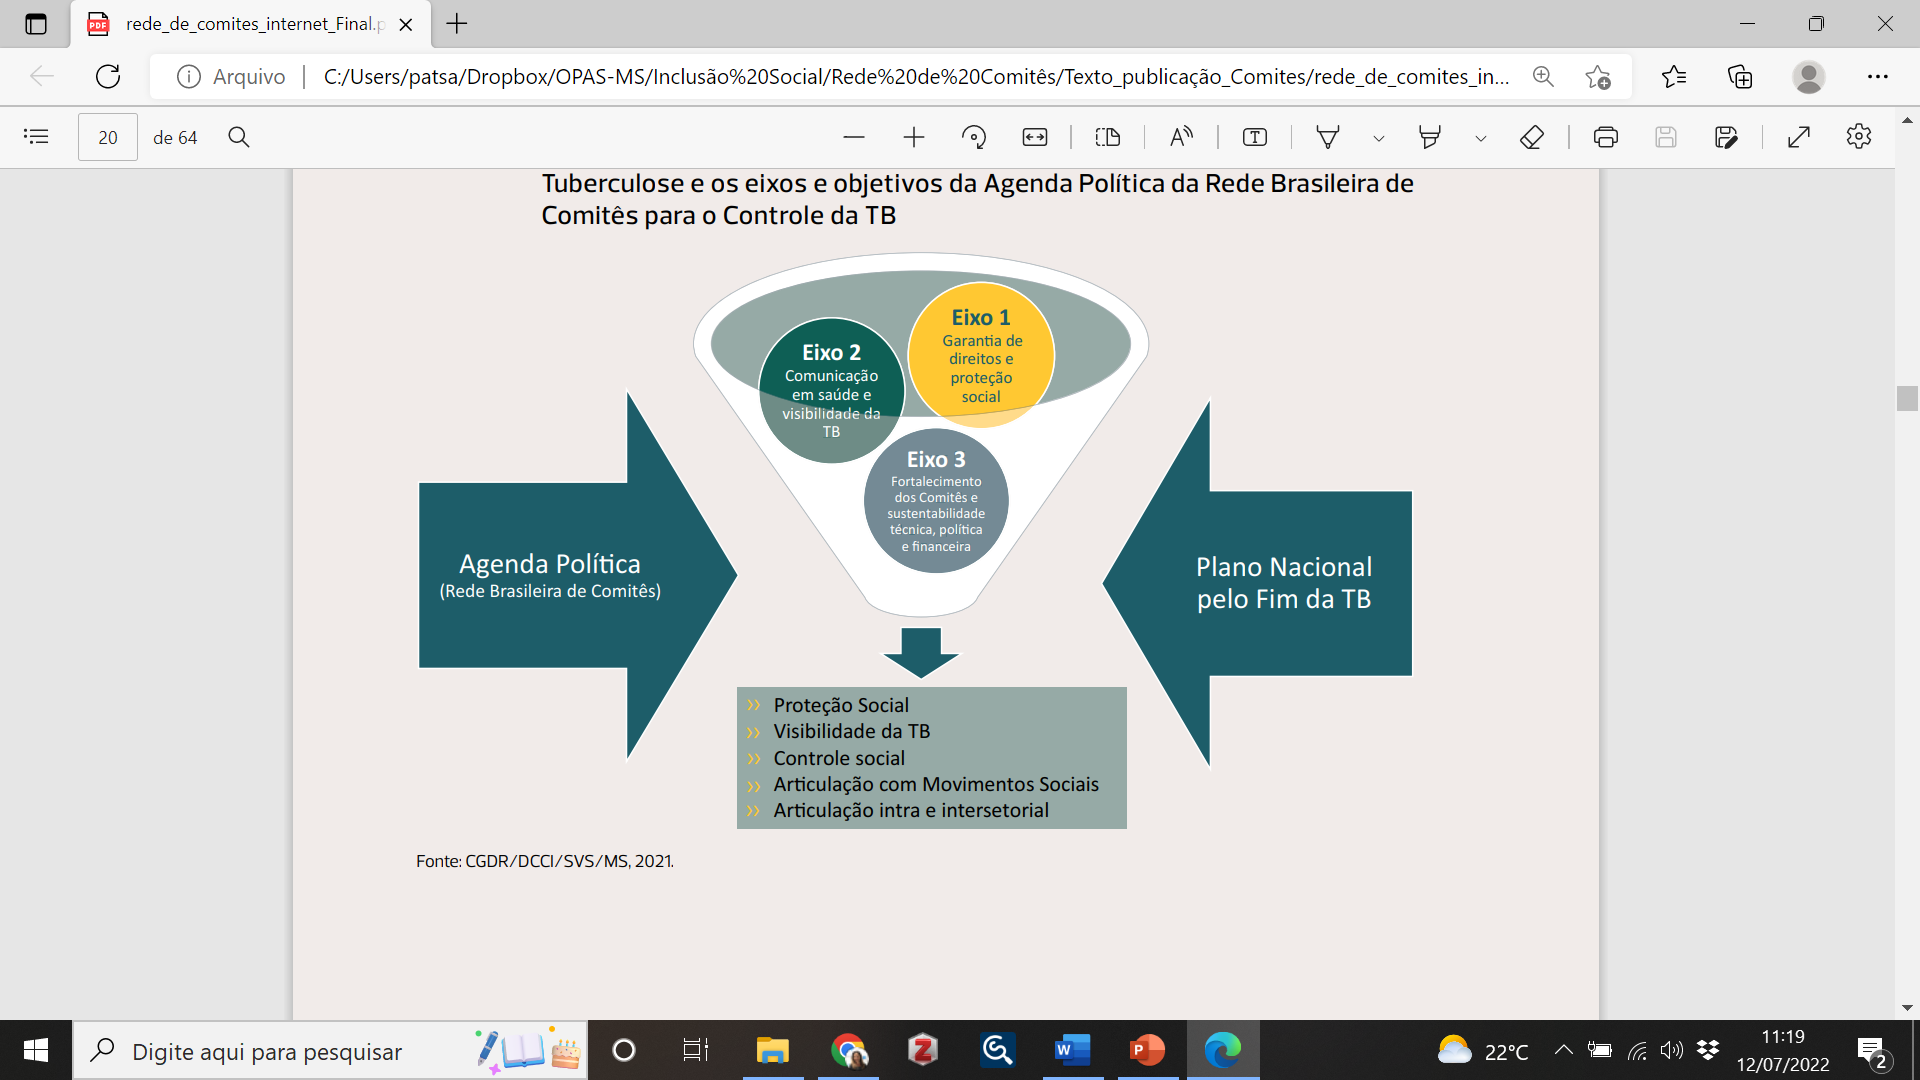 rede_de_comites_internet_Final.p
Arquivo
C:/Users/patsa/Dropbox/OPAS-MS/Inclusão%20Social/Rede%20de%20Comitês/Texto_publicação_Comites/rede_de_comites_in...
20
de 64
Tuberculose e os eixos e objetivos da Agenda Política da Rede Brasileira de
Comitês para o Controle da TB
Eixo 1
Garantia de
direitos e
proteção
social
Eixo 2
Comunicação
em saúde e
visibilidade da
TB
Eixo 3
Fortalecimento
dos Comitês e
sustentabilidade
técnica, política
e financeira
Agenda Política
(Rede Brasileira de Comitês)
Plano Nacional
pelo Fim da TB
Proteção Social
Visibilidade da TB
Controle social
Articulação com Movimentos Sociais
Articulação intra e intersetorial
Fonte: CGDR/DCCI/SVS/MS, 2021.
Digite aqui para pesquisar
22°C
11:19
12/07/2022
2